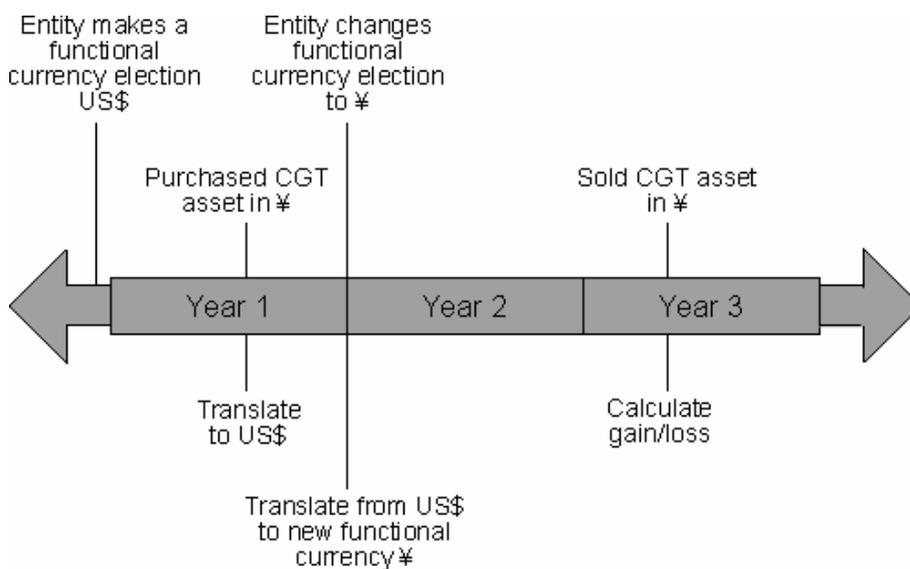 Entity makes a
functional
currency election
US$
Entity changes
functional
currency election
to ¥
Purchased CGT
asset in ¥
Sold CGT asset
in ¥
Year 1
Year 2
Year 3
Translate
to US$
Calculate
gain/loss
Translate from US$
to new functional
currency ¥